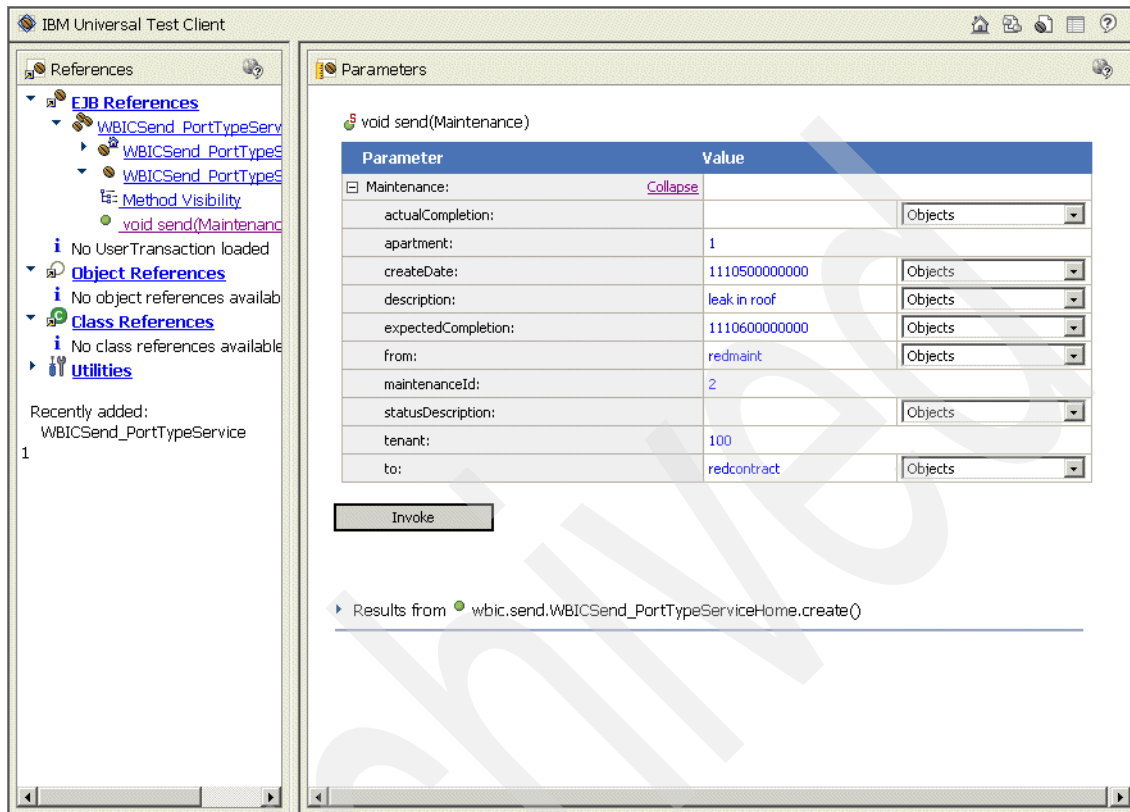 IBM Universal Test Client
References
EJB References
WBICSend_PortTypeServ
WBICSend_PortTypeS
WBICSend_PortTypeS
Method Visibility
void send(Maintenanc
No UserTransaction loaded
Object References
No object references availab
Class References
No class references available
Utilities
Recently added:
WBICSend_PortTypeService
1
Parameters
void send(Maintenance)
Parameter Value
Maintenance: Collapse
actualCompletion: Objects
apartment: 1
createDate: 1110500000000 Objects
description: leak in roof Objects
expectedCompletion: 1110600000000 Objects
from: redmaint Objects
maintenanceId: 2
statusDescription: Objects
tenant: 100
to: redcontract Objects
Invoke
Results from wbic.send.WBICSend_PortTypeServiceHome.create()